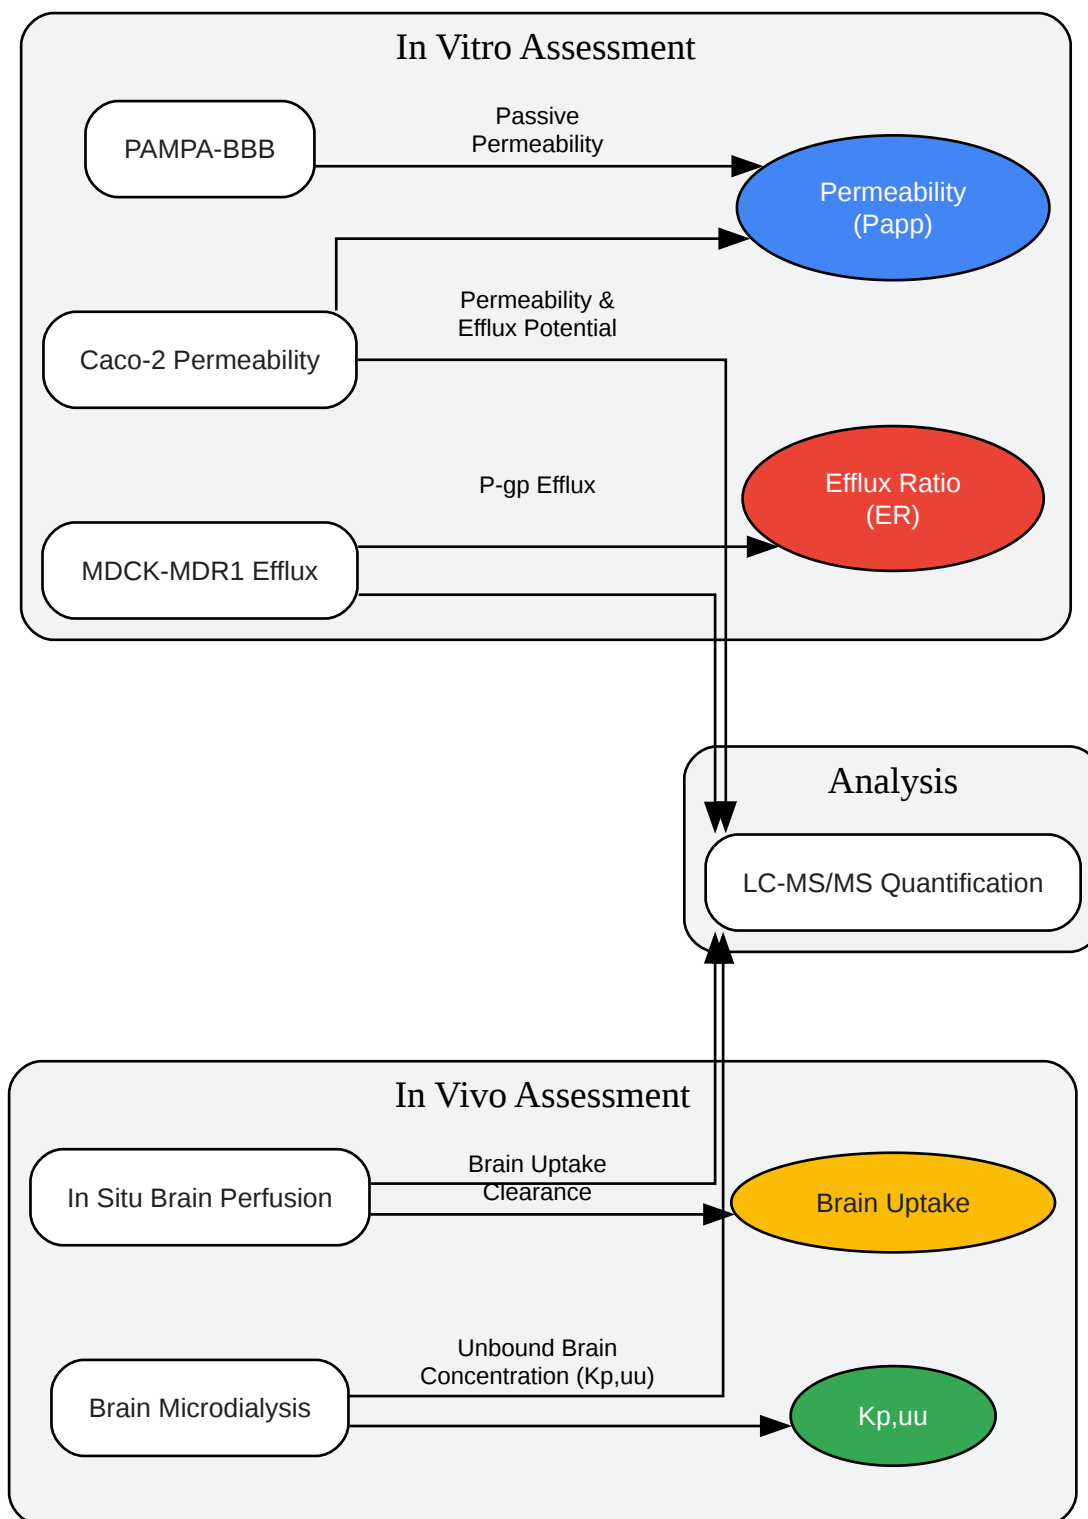 In Vitro Assessment
PAMPA-BBB
Passive
Permeability
Permeability
(Papp)
Permeability &
Efflux Potential
Caco-2 Permeability
P-gp Efflux
Efflux Ratio
(ER)
MDCK-MDR1 Efflux
Analysis
LC-MS/MS Quantification
In Vivo Assessment
In Situ Brain Perfusion
Brain Uptake
Clearance
Brain Uptake
Unbound Brain
Concentration (Kp,uu)
Brain Microdialysis
Kp,uu